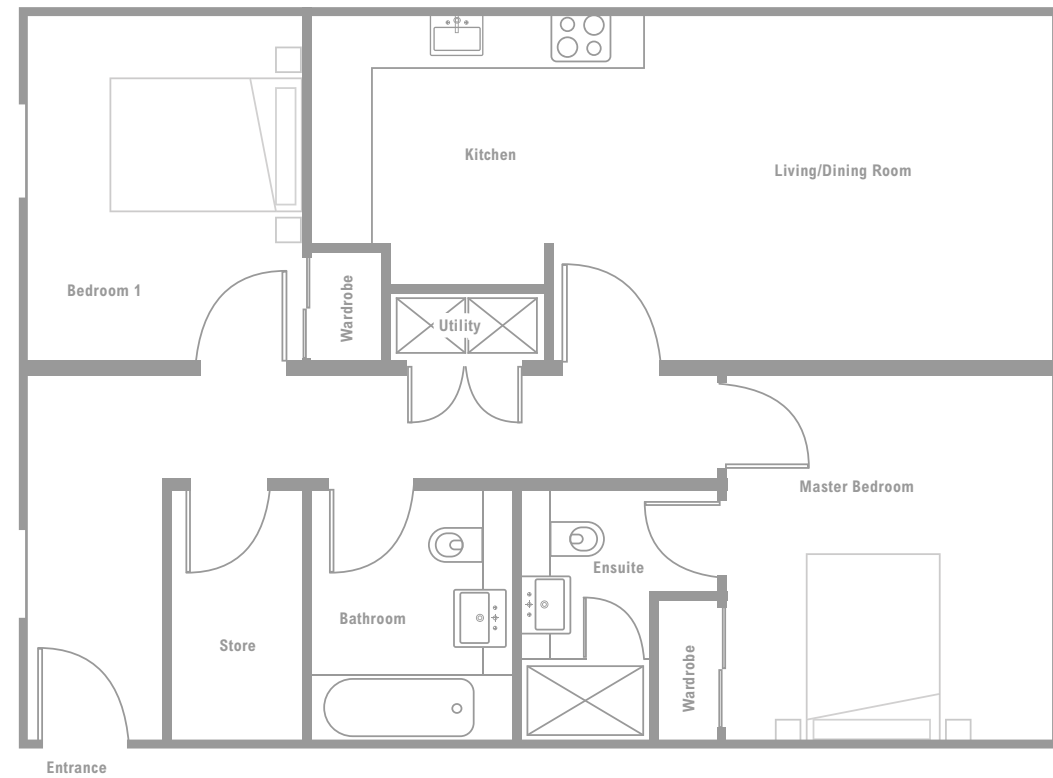 Kitchen
Living/Dining Room
Bedroom 1
Wardrobe
Utility
Master Bedroom
Ensuite
Bathroom
Store
Wardrobe
Entrance